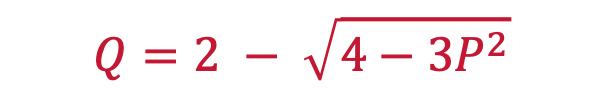 Q = 2 − √(4 − 3P²)